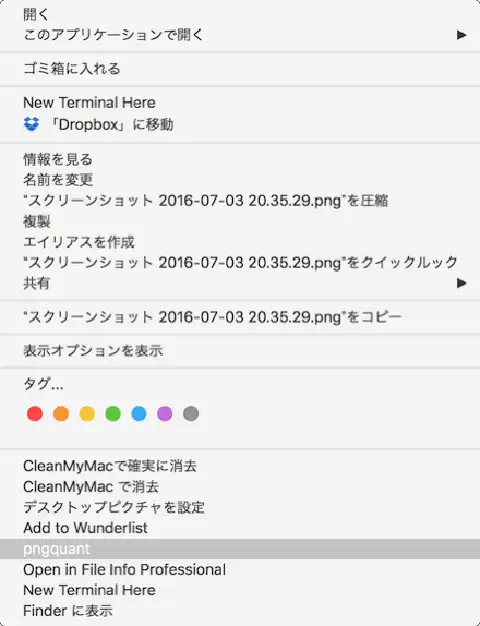 開く
このアプリケーションで開く
ゴミ箱に入れる
New Terminal Here
「Dropbox」に移動
情報を見る
名前を変更
"スクリーンショット 2016-07-03 20.35.29.png"を圧縮
複製
エイリアスを作成
"スクリーンショット 2016-07-03 20.35.29.png"をクイックルック
共有
"スクリーンショット 2016-07-03 20.35.29.png"をコピー
表示オプションを表示
タグ...
CleanMyMacで確実に消去
CleanMyMac で消去
デスクトップピクチャを設定
Add to Wunderlist
pngquant
Open in File Info Professional
New Terminal Here
Finder に表示